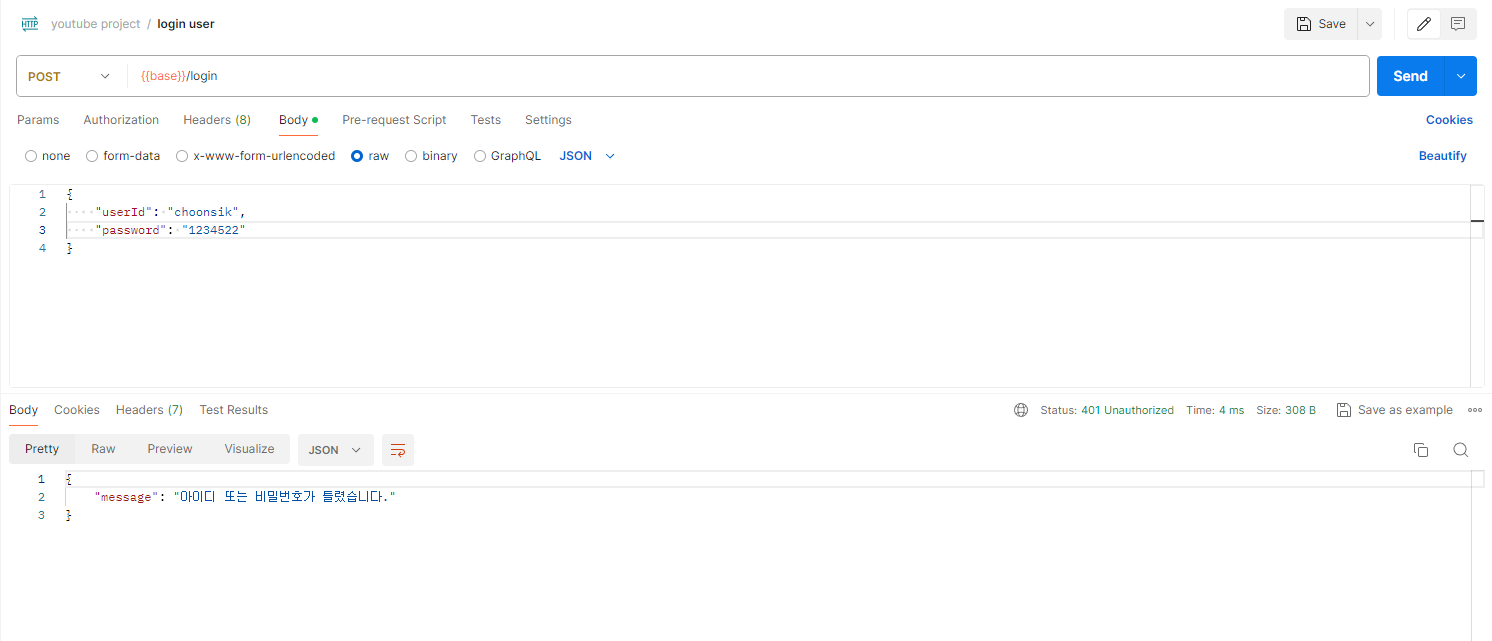 HTTP youtube project / login user Save
POST {{base}}/login Send
Params Authorization Headers (8) Body Pre-request Script Tests Settings Cookies
none form-data x-www-form-urlencoded raw binary GraphQL JSON Beautify
1 {
2 "userId": "choonsik",
3 "password": "1234522"
4 }
Body Cookies Headers (7) Test Results Status: 401 Unauthorized Time: 4 ms Size: 308 B Save as example
Pretty Raw Preview Visualize JSON
1 {
2 "message": "아이디 또는 비밀번호가 틀렸습니다."
3 }